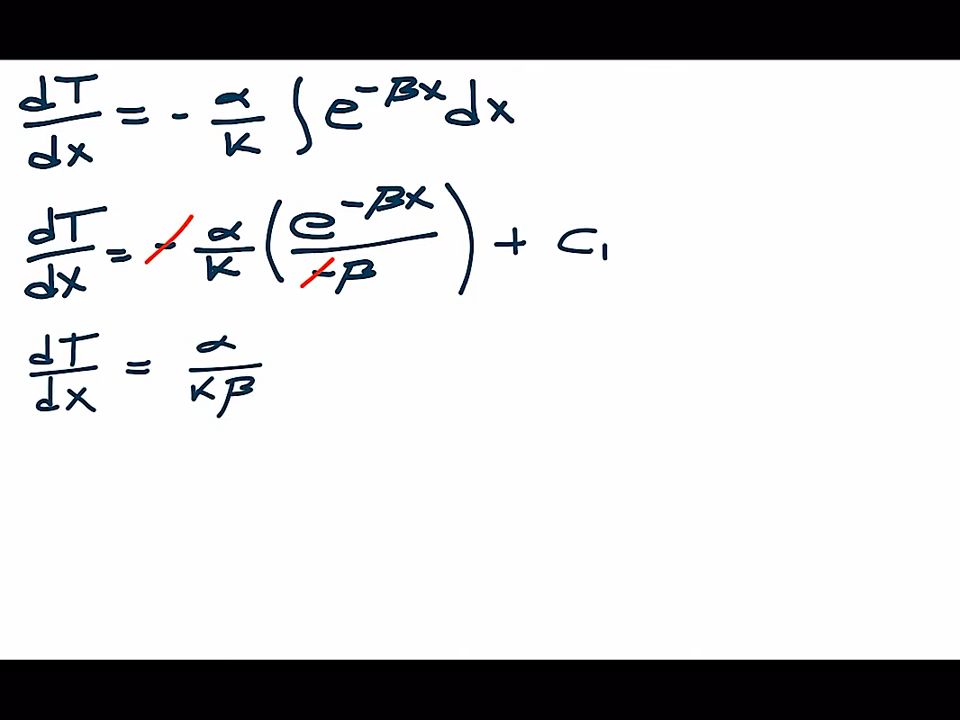 dT/dx = - α/K ∫ e^{-βx} dx
dT/dx = - α/K ( e^{-βx} / -β ) + C₁
dT/dx = α/Kβ